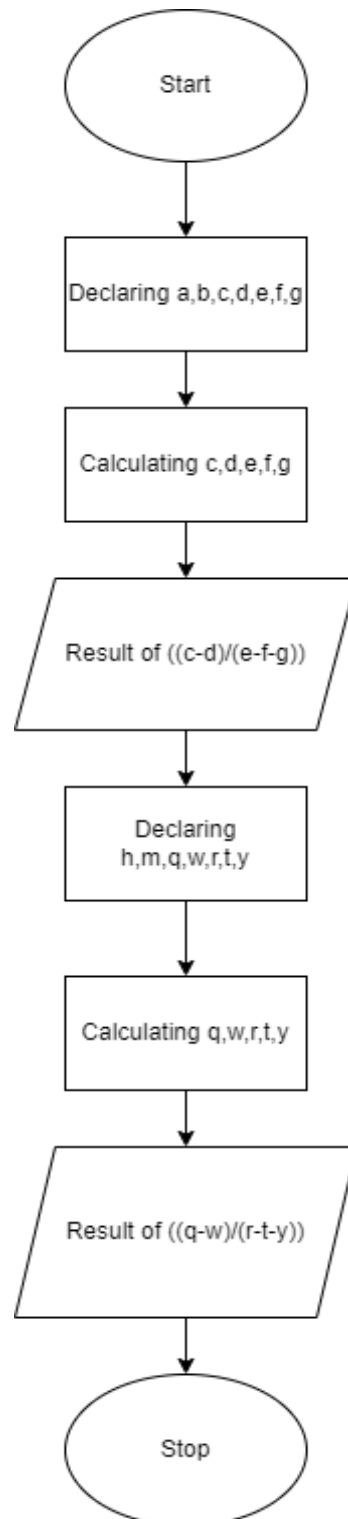 Start
Declaring a,b,c,d,e,f,g
Calculating c,d,e,f,g
Result of ((c-d)/(e-f-g))
Declaring
h,m,q,w,r,t,y
Calculating q,w,r,t,y
Result of ((q-w)/(r-t-y))
Stop